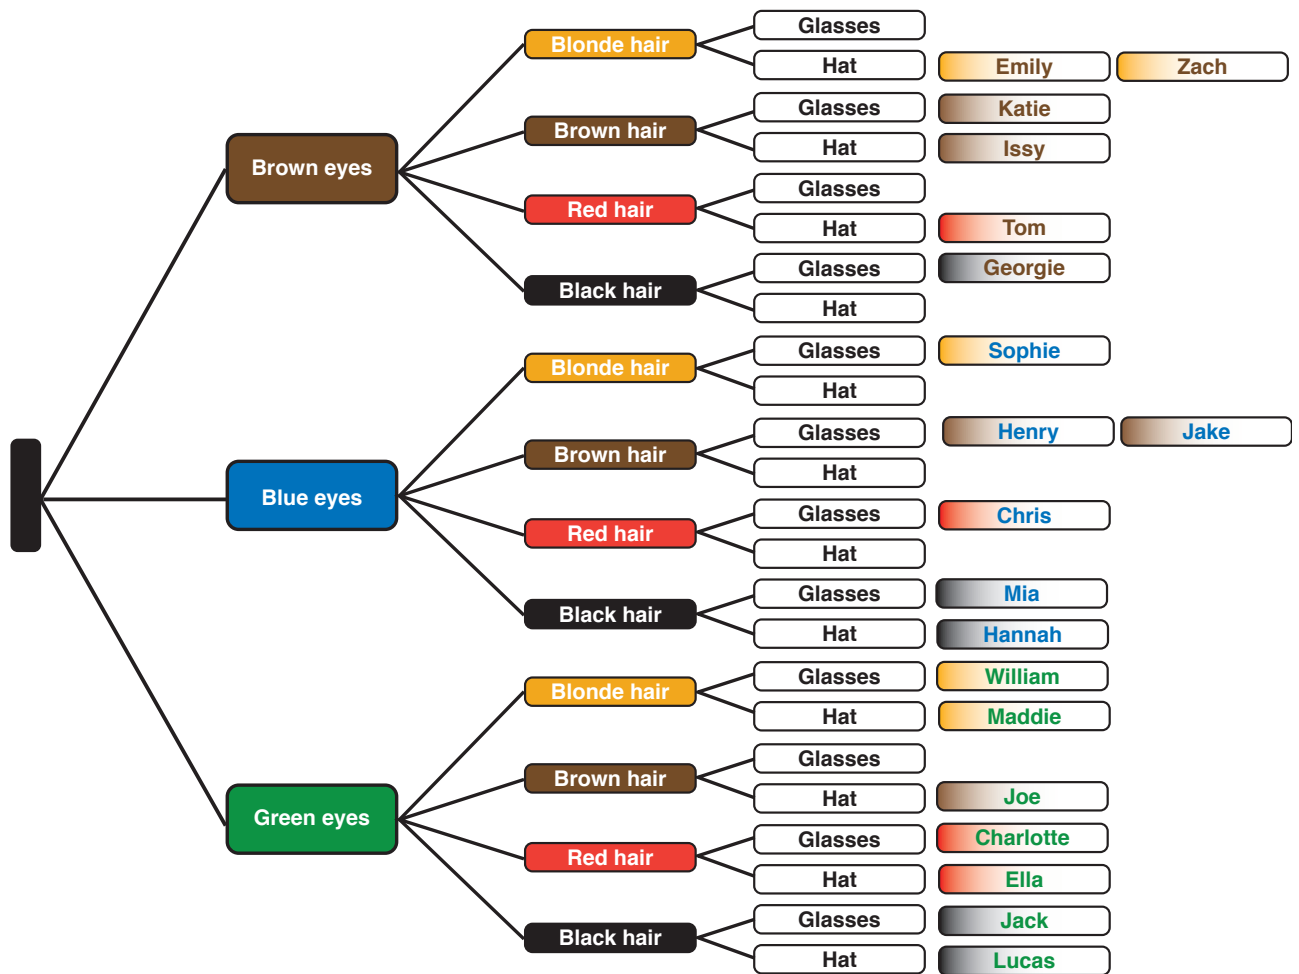 Blonde hair
Glasses
Hat
Emily
Zach
Brown eyes
Brown hair
Glasses
Katie
Hat
Issy
Red hair
Glasses
Hat
Tom
Black hair
Glasses
Georgie
Hat
Blue eyes
Blonde hair
Glasses
Sophie
Hat
Brown hair
Glasses
Henry
Jake
Hat
Red hair
Glasses
Chris
Hat
Black hair
Glasses
Mia
Hat
Hannah
Green eyes
Blonde hair
Glasses
William
Hat
Maddie
Brown hair
Glasses
Hat
Joe
Red hair
Glasses
Charlotte
Hat
Ella
Black hair
Glasses
Jack
Hat
Lucas